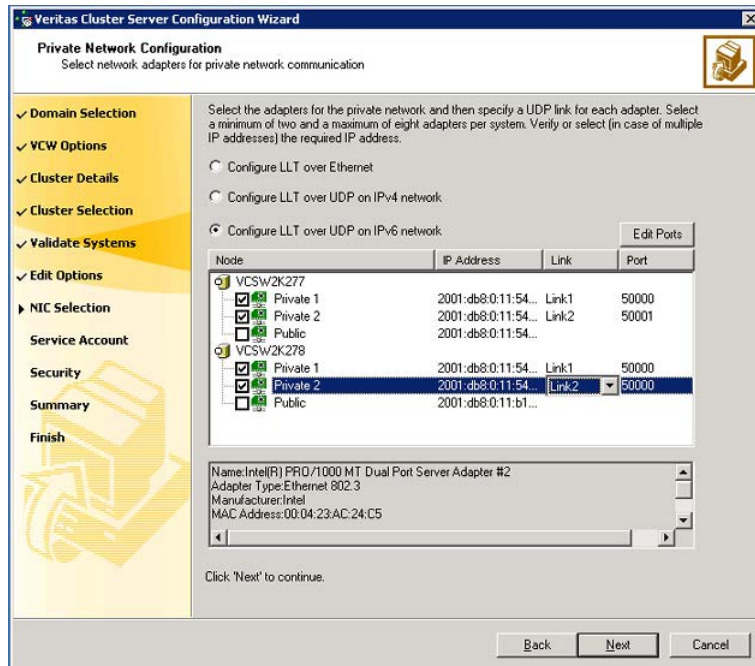 Veritas Cluster Server Configuration Wizard
Private Network Configuration
Select network adapters for private network communication
Domain Selection
VCW Options
Cluster Details
Cluster Selection
Validate Systems
Edit Options
NIC Selection
Service Account
Security
Summary
Finish
Select the adapters for the private network and then specify a UDP link for each adapter. Select
a minimum of two and a maximum of eight adapters per system. Verify or select (in case of multiple
IP addresses) the required IP address.
Configure LLT over Ethernet
Configure LLT over UDP on IPv4 network
Configure LLT over UDP on IPv6 network
Edit Ports
Node IP Address Link Port
VCSW2K277
Private 1 2001:db8:0:11:54... Link1 50000
Private 2 2001:db8:0:11:54... Link2 50001
Public 2001:db8:0:11:54...
VCSW2K278
Private 1 2001:db8:0:11:54... Link1 50000
Private 2 2001:db8:0:11:54... Link2 50000
Public 2001:db8:0:11:b1...
Name:Intel(R) PRO/1000 MT Dual Port Server Adapter #2
Adapter Type:Ethernet 802.3
Manufacturer:Intel
MAC Address:00:04:23:AC:24:C5
Click 'Next' to continue.
Back Next Cancel